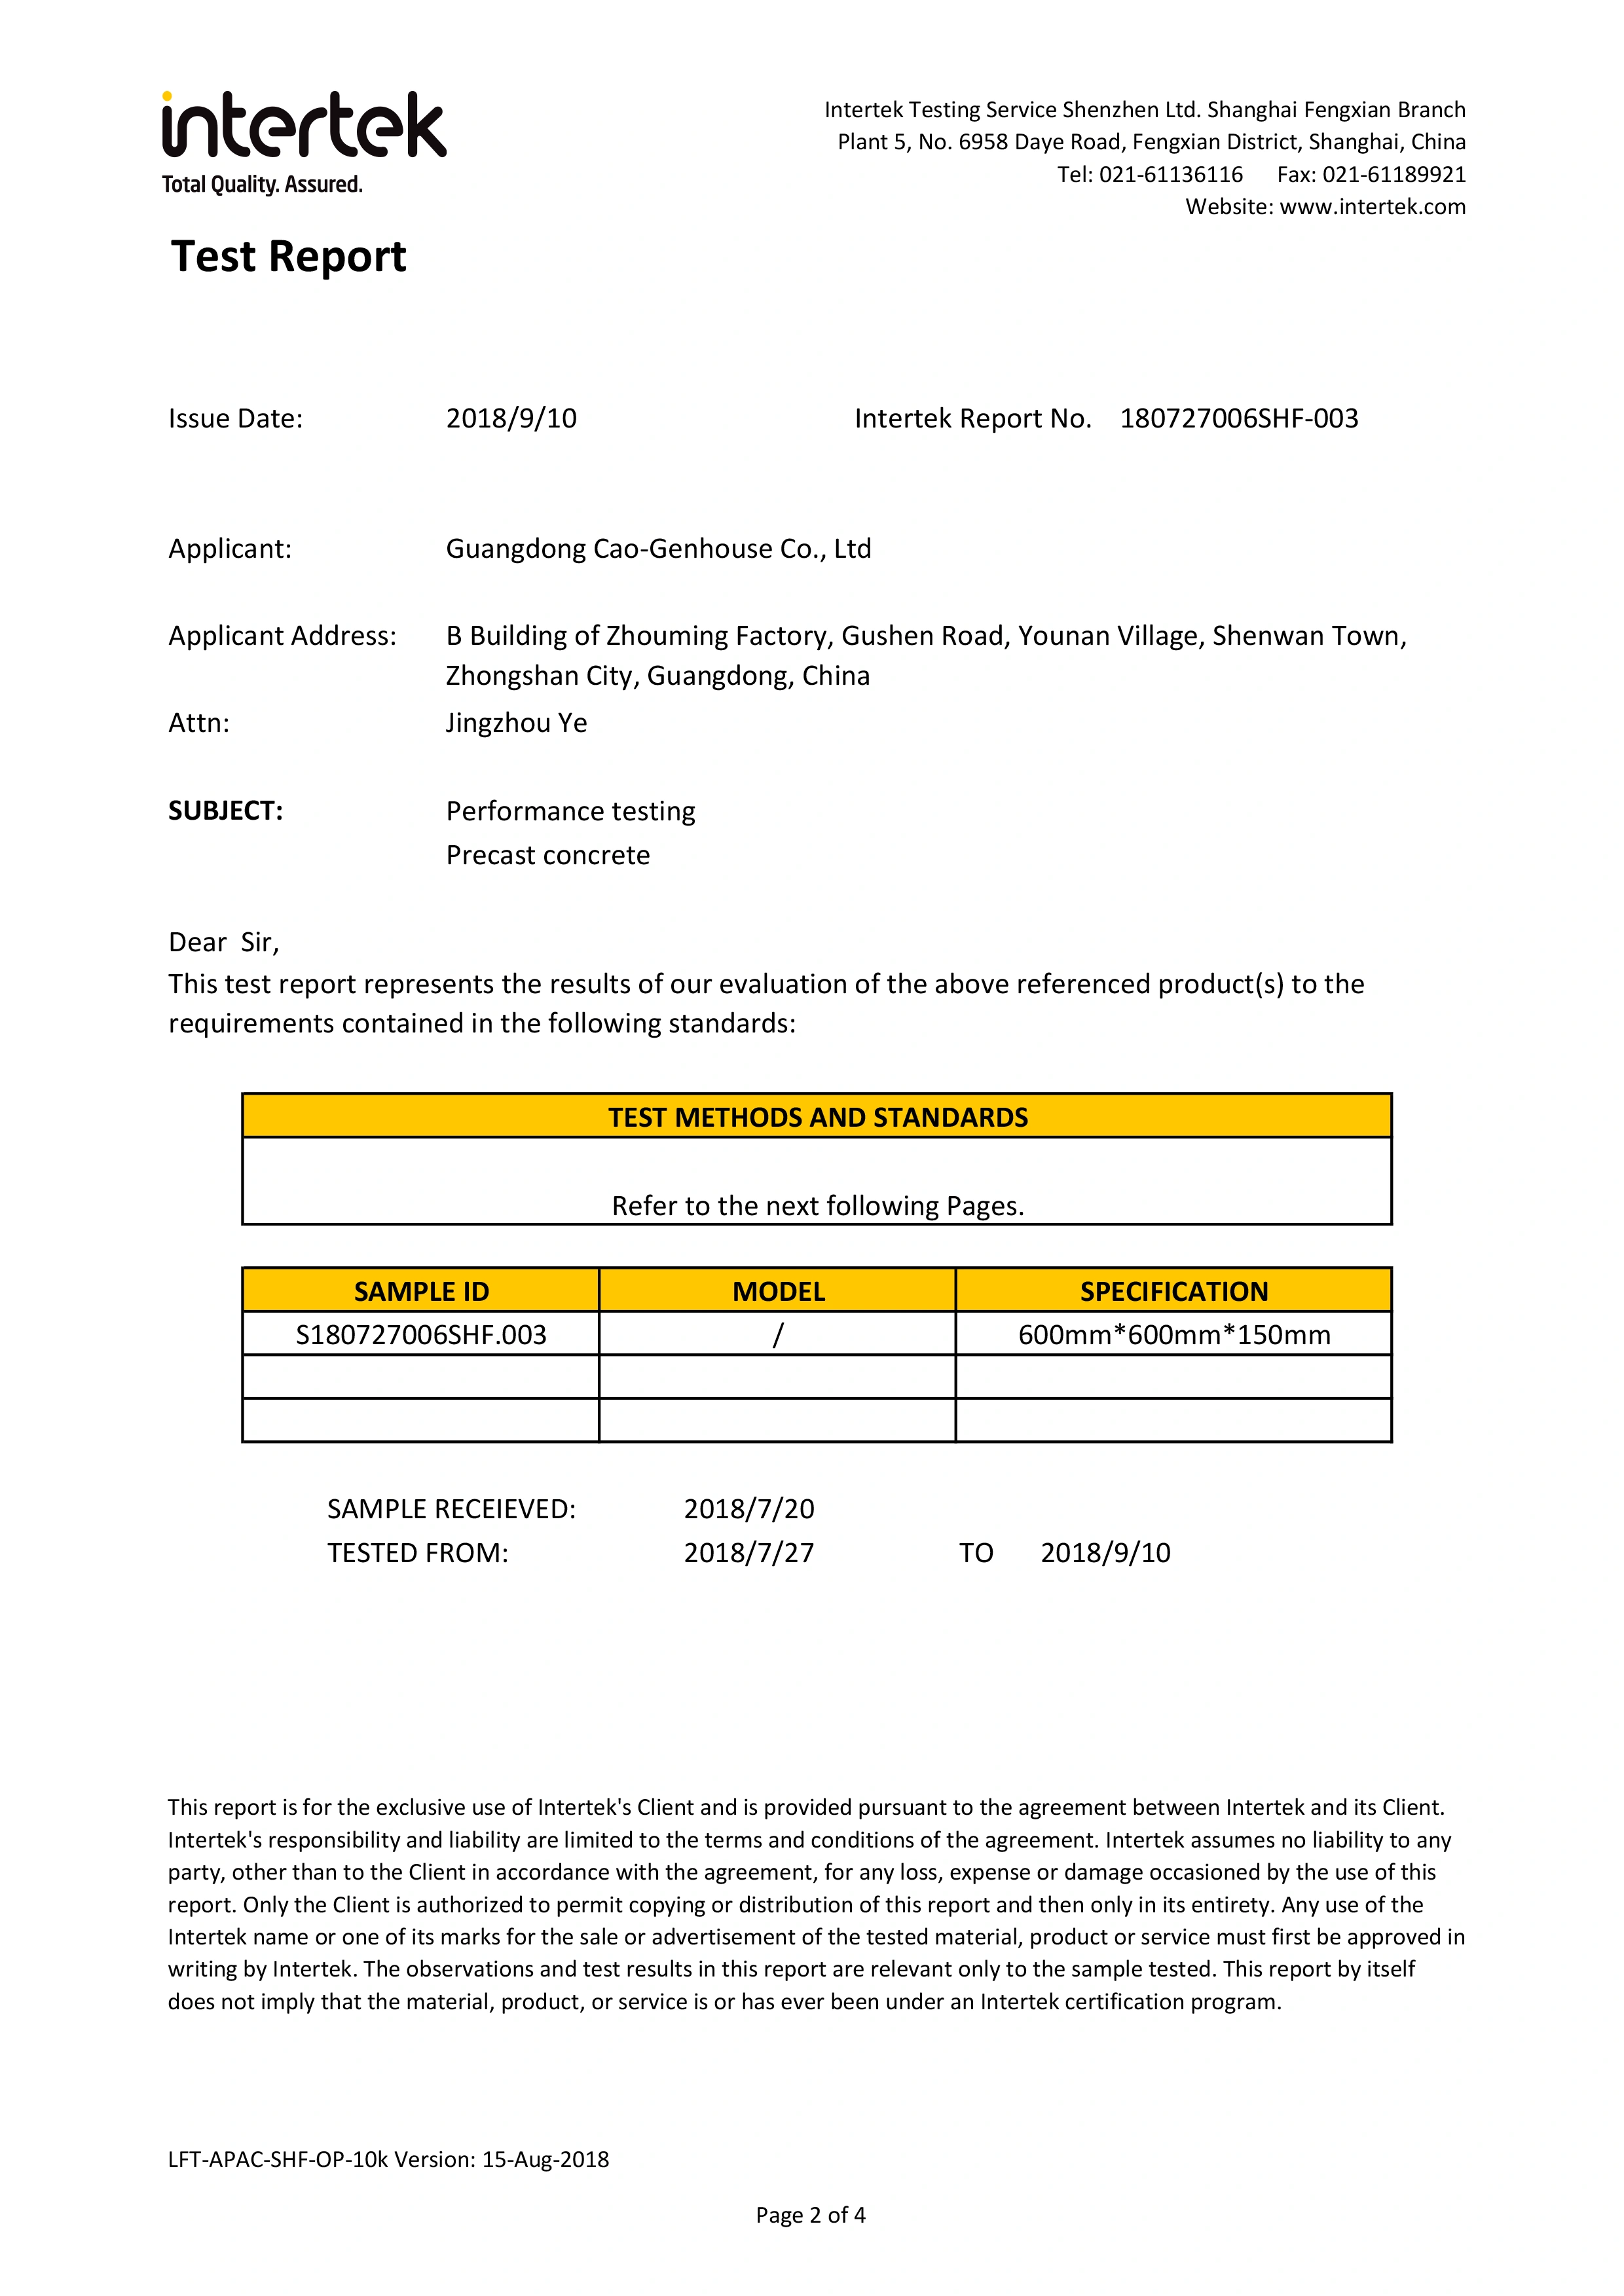 intertek
Total Quality. Assured.
Intertek Testing Service Shenzhen Ltd. Shanghai Fengxian Branch
Plant 5, No. 6958 Daye Road, Fengxian District, Shanghai, China
Tel: 021-61136116 Fax: 021-61189921
Website: www.intertek.com
Test Report
Issue Date: 2018/9/10 Intertek Report No. 180727006SHF-003
Applicant: Guangdong Cao-Genhouse Co., Ltd
Applicant Address: B Building of Zhouming Factory, Gushen Road, Younan Village, Shenwan Town,
Zhongshan City, Guangdong, China
Attn: Jingzhou Ye
SUBJECT: Performance testing
Precast concrete
Dear Sir,
This test report represents the results of our evaluation of the above referenced product(s) to the
requirements contained in the following standards:
TEST METHODS AND STANDARDS
Refer to the next following Pages.
SAMPLE ID MODEL SPECIFICATION
S180727006SHF.003 / 600mm*600mm*150mm
SAMPLE RECEIEVED: 2018/7/20
TESTED FROM: 2018/7/27 TO 2018/9/10
This report is for the exclusive use of Intertek's Client and is provided pursuant to the agreement between Intertek and its Client.
Intertek's responsibility and liability are limited to the terms and conditions of the agreement. Intertek assumes no liability to any
party, other than to the Client in accordance with the agreement, for any loss, expense or damage occasioned by the use of this
report. Only the Client is authorized to permit copying or distribution of this report and then only in its entirety. Any use of the
Intertek name or one of its marks for the sale or advertisement of the tested material, product or service must first be approved in
writing by Intertek. The observations and test results in this report are relevant only to the sample tested. This report by itself
does not imply that the material, product, or service is or has ever been under an Intertek certification program.
LFT-APAC-SHF-OP-10k Version: 15-Aug-2018
Page 2 of 4